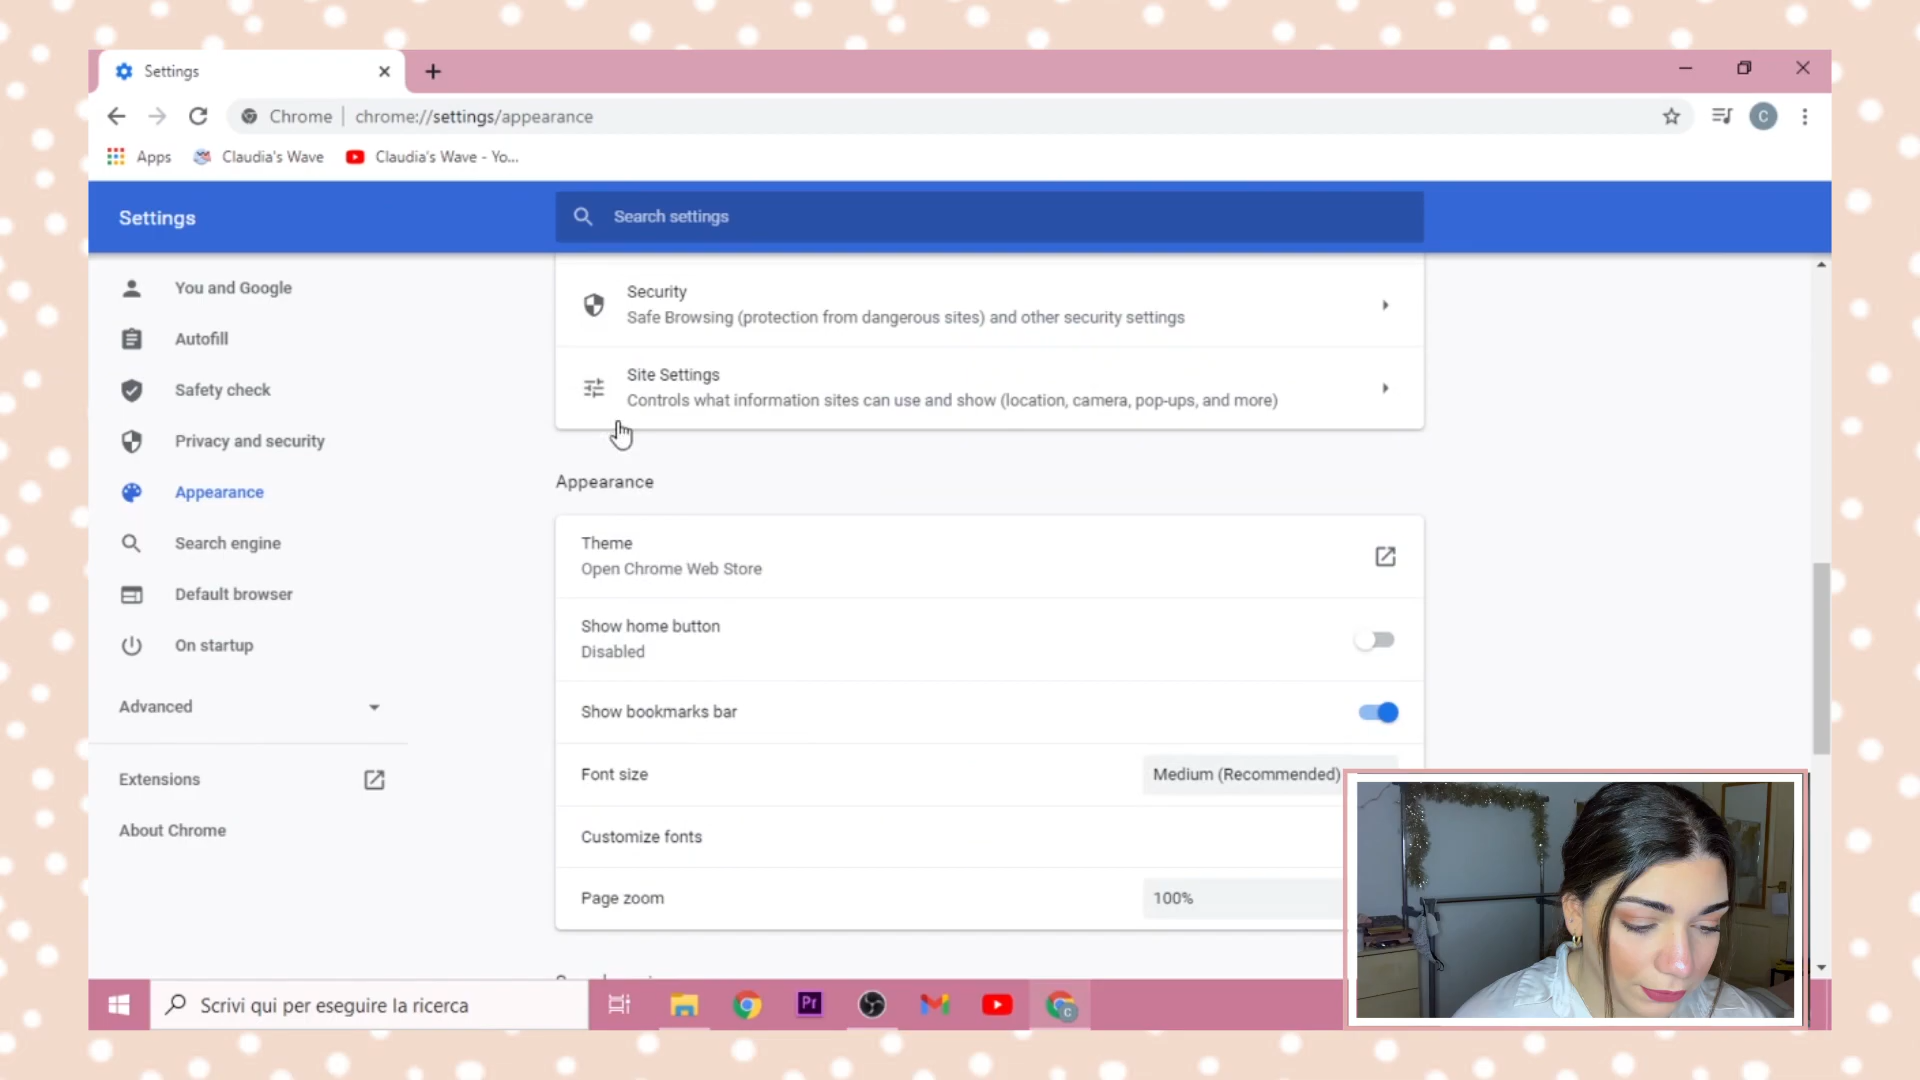 Settings
Chrome | chrome://settings/appearance
C
Apps Claudia's Wave Claudia's Wave - Yo...
Settings
Search settings
You and Google
Autofill
Safety check
Privacy and security
Appearance
Search engine
Default browser
On startup
Advanced
Extensions
About Chrome
Security
Safe Browsing (protection from dangerous sites) and other security settings
Site Settings
Controls what information sites can use and show (location, camera, pop-ups, and more)
Appearance
Theme
Open Chrome Web Store
Show home button
Disabled
Show bookmarks bar
Font size Medium (Recommended)
Customize fonts
Page zoom 100%
Scrivi qui per eseguire la ricerca
Pr
C